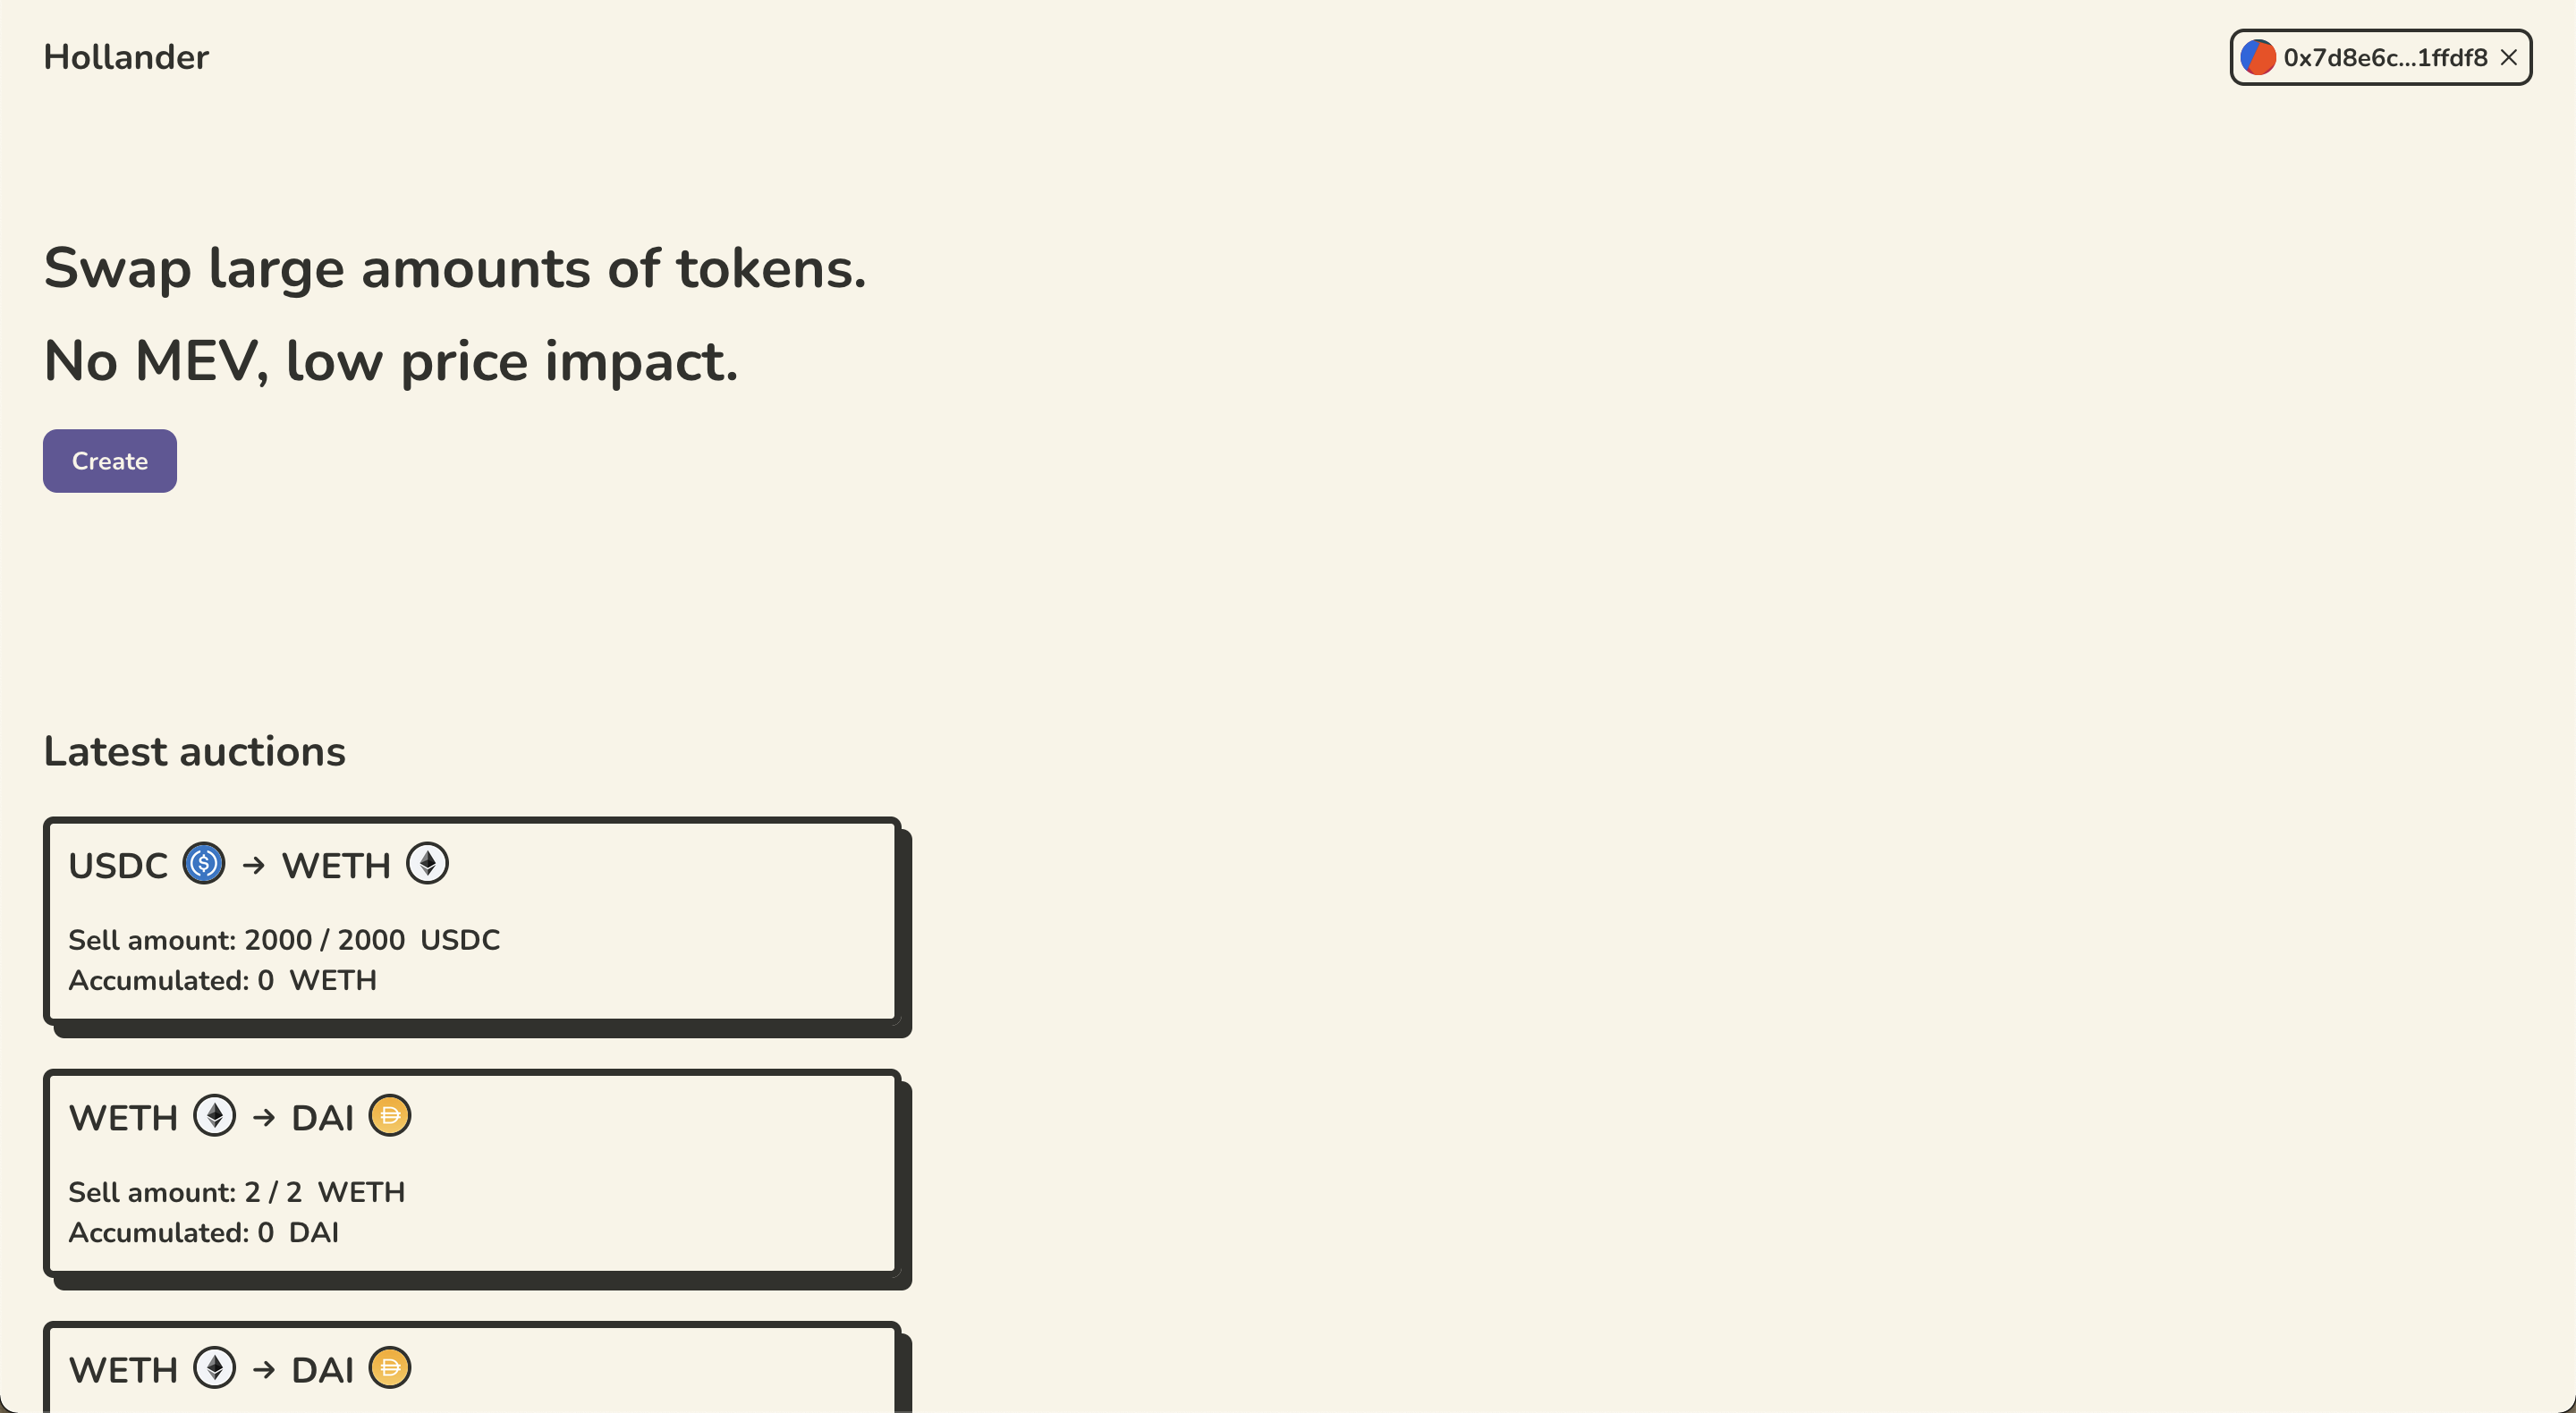 Hollander
0x7d8e6c...1ffdf8
Swap large amounts of tokens.
No MEV, low price impact.
Create
Latest auctions
USDC → WETH
Sell amount: 2000 / 2000 USDC
Accumulated: 0 WETH
WETH → DAI
Sell amount: 2 / 2 WETH
Accumulated: 0 DAI
WETH → DAI